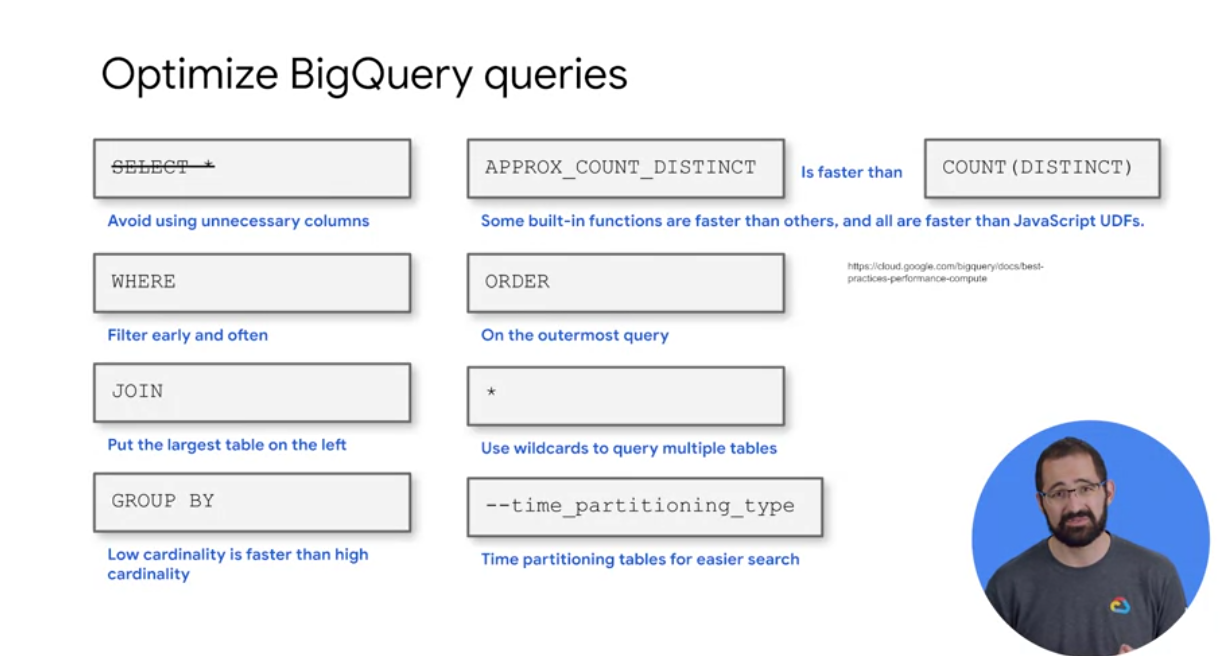 Optimize BigQuery queries
SELECT *
Avoid using unnecessary columns
WHERE
Filter early and often
JOIN
Put the largest table on the left
GROUP BY
Low cardinality is faster than high
cardinality
APPROX_COUNT_DISTINCT
Is faster than
COUNT(DISTINCT)
Some built-in functions are faster than others, and all are faster than JavaScript UDFs.
ORDER
On the outermost query
https://cloud.google.com/bigquery/docs/best-
practices-performance-compute
*
Use wildcards to query multiple tables
--time_partitioning_type
Time partitioning tables for easier search